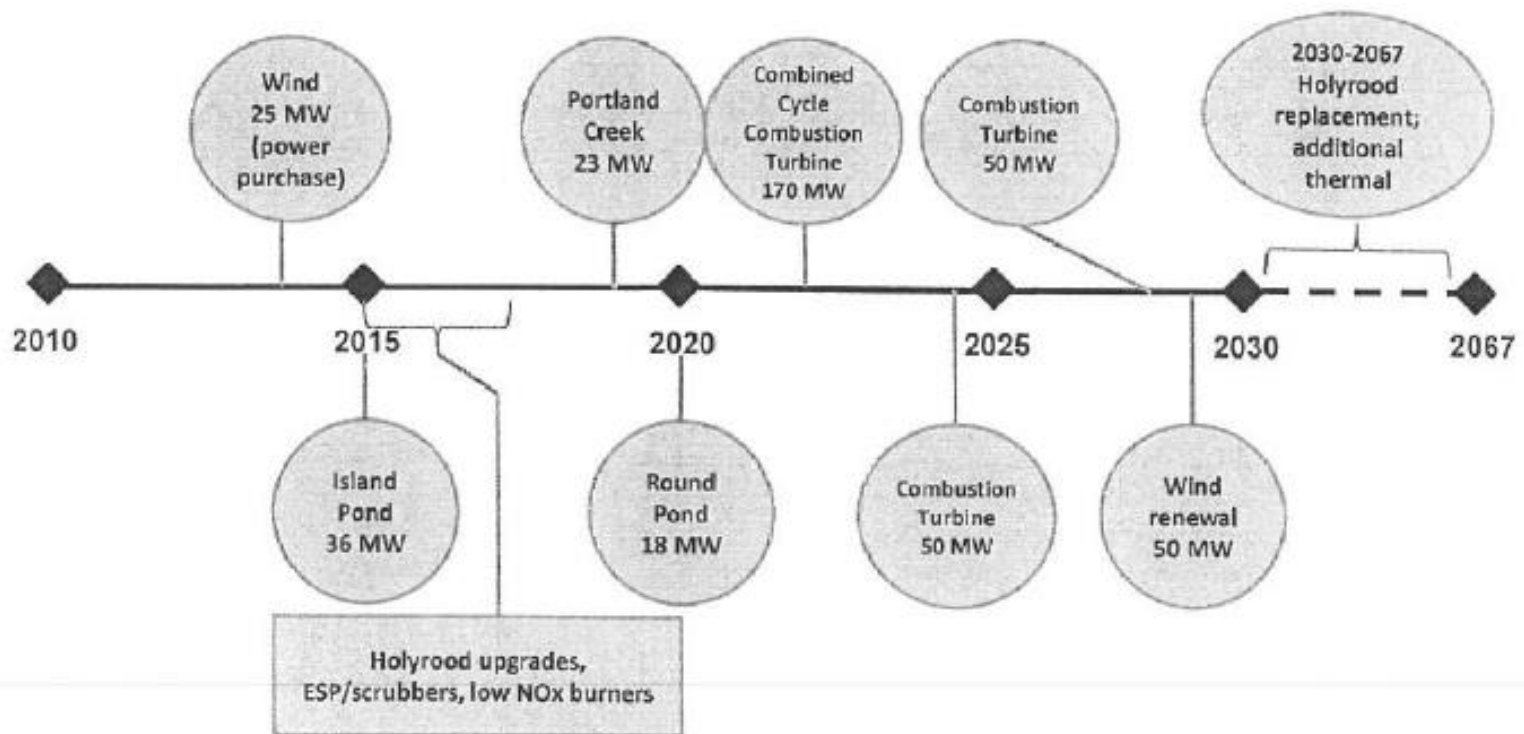 Wind
25 MW
(power
purchase)
Portland
Creek
23 MW
Combined
Cycle
Combustion
Turbine
170 MW
Combustion
Turbine
50 MW
2030-2067
Holyrood
replacement;
additional
thermal
2010
2015
2020
2025
2030
2067
Island
Pond
36 MW
Round
Pond
18 MW
Combustion
Turbine
50 MW
Wind
renewal
50 MW
Holyrood upgrades,
ESP/scrubbers, low NOx burners